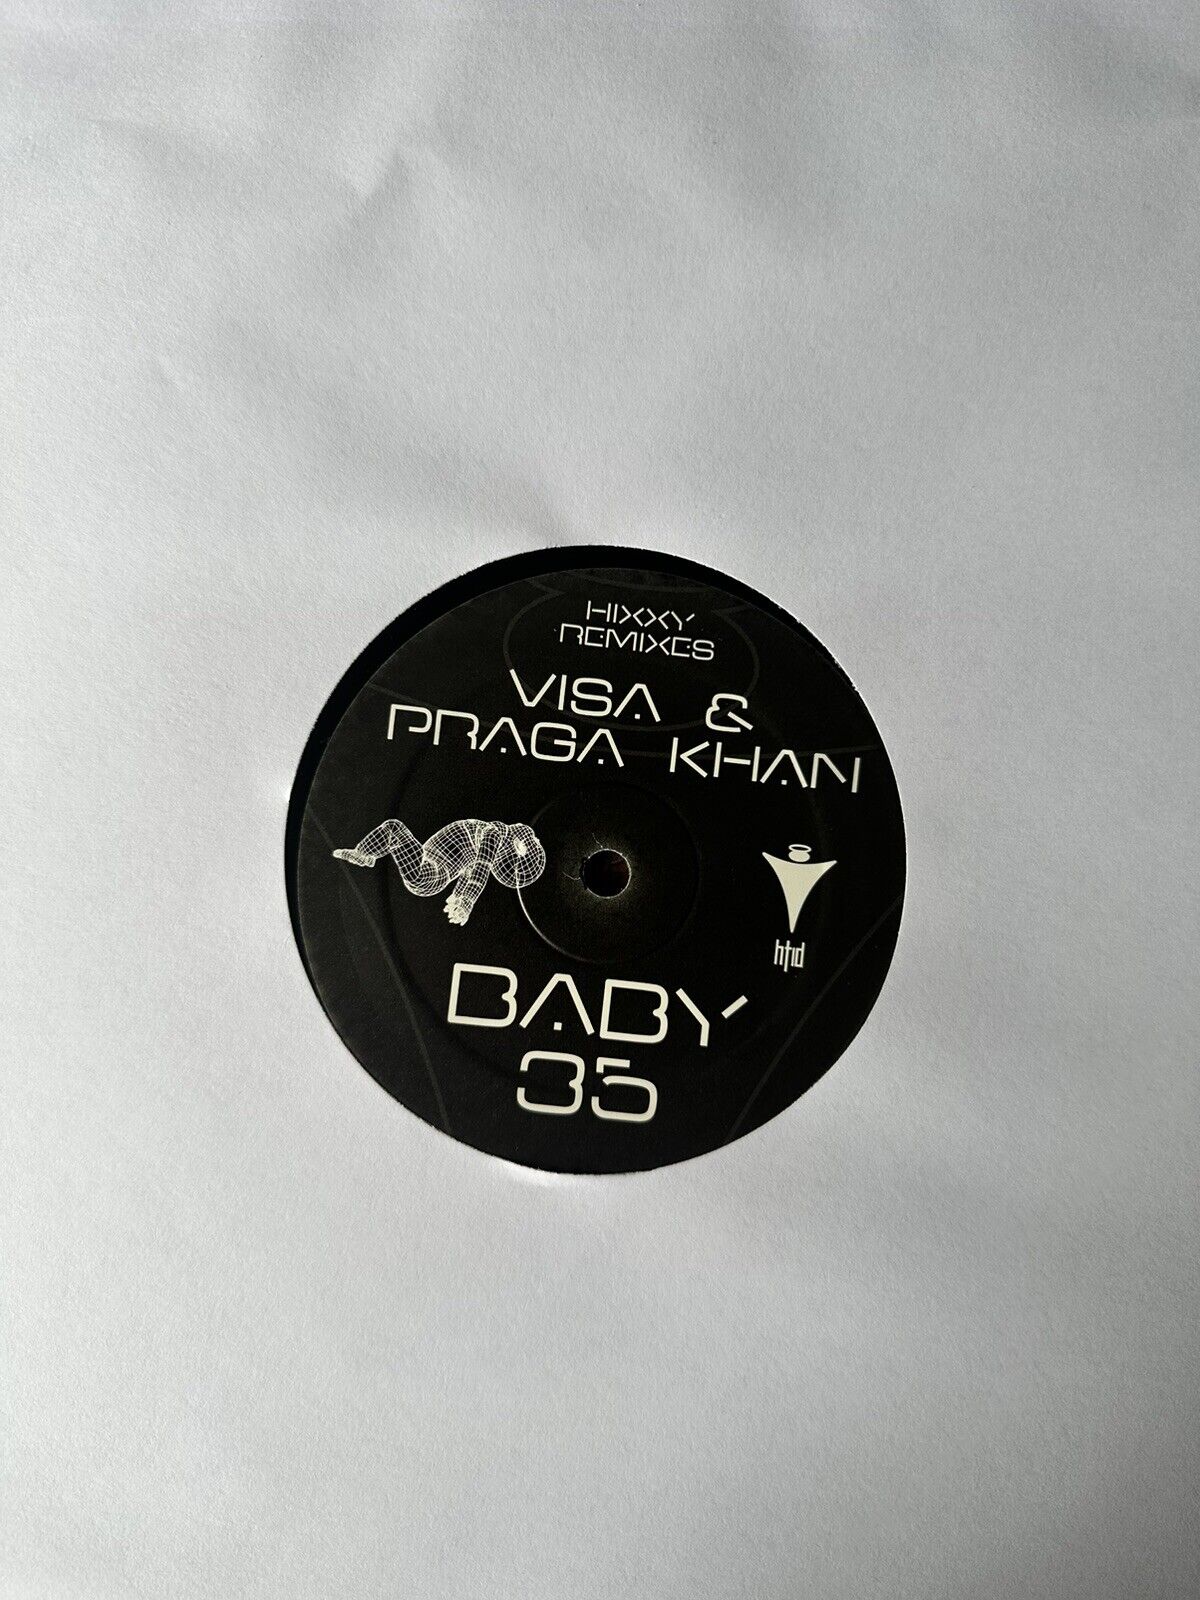 HIXXY
REMIXES
VISA &
PRAGA KHAN
htid
BABY
35